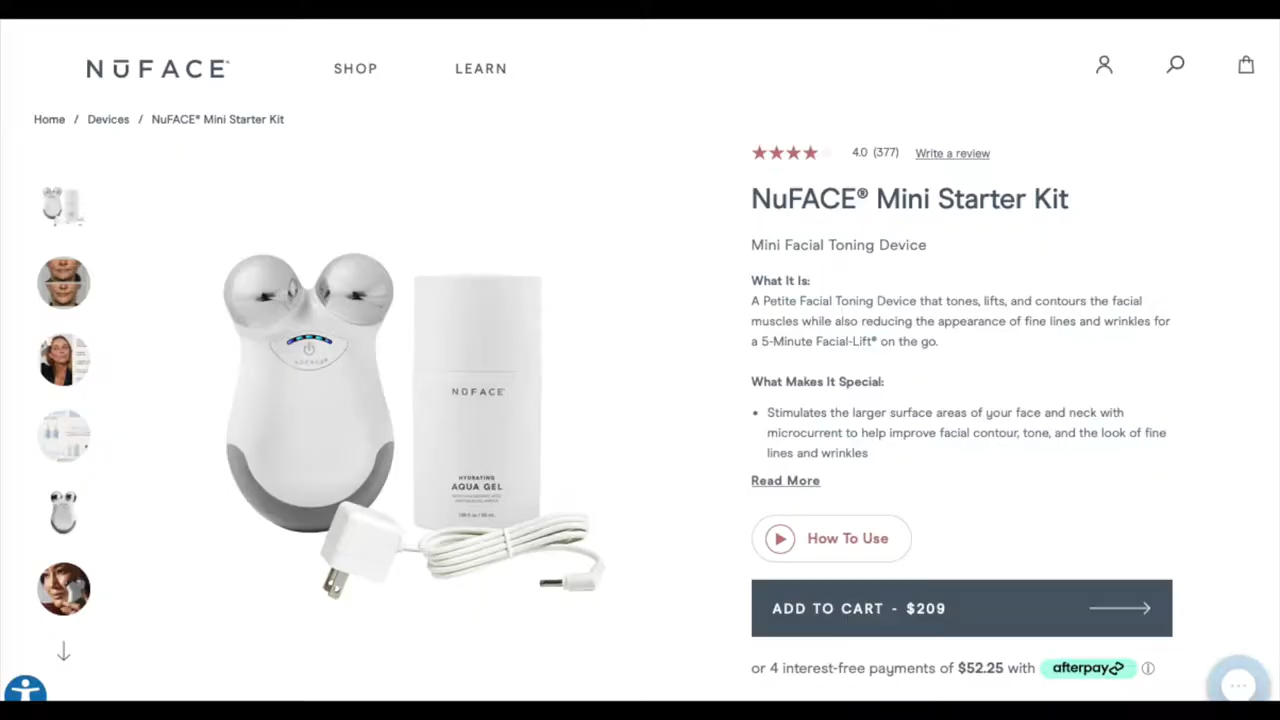 NUFACE
SHOP
LEARN
Home / Devices / NuFACE® Mini Starter Kit
4.0 (377) Write a review
NuFACE® Mini Starter Kit
Mini Facial Toning Device
What It Is:
A Petite Facial Toning Device that tones, lifts, and contours the facial
muscles while also reducing the appearance of fine lines and wrinkles for
a 5-Minute Facial-Lift® on the go.
What Makes It Special:
• Stimulates the larger surface areas of your face and neck with
microcurrent to help improve facial contour, tone, and the look of fine
lines and wrinkles
Read More
How To Use
ADD TO CART - $209
or 4 interest-free payments of $52.25 with afterpay
NUFACE
NUFACE
HYDRATING
AQUA GEL